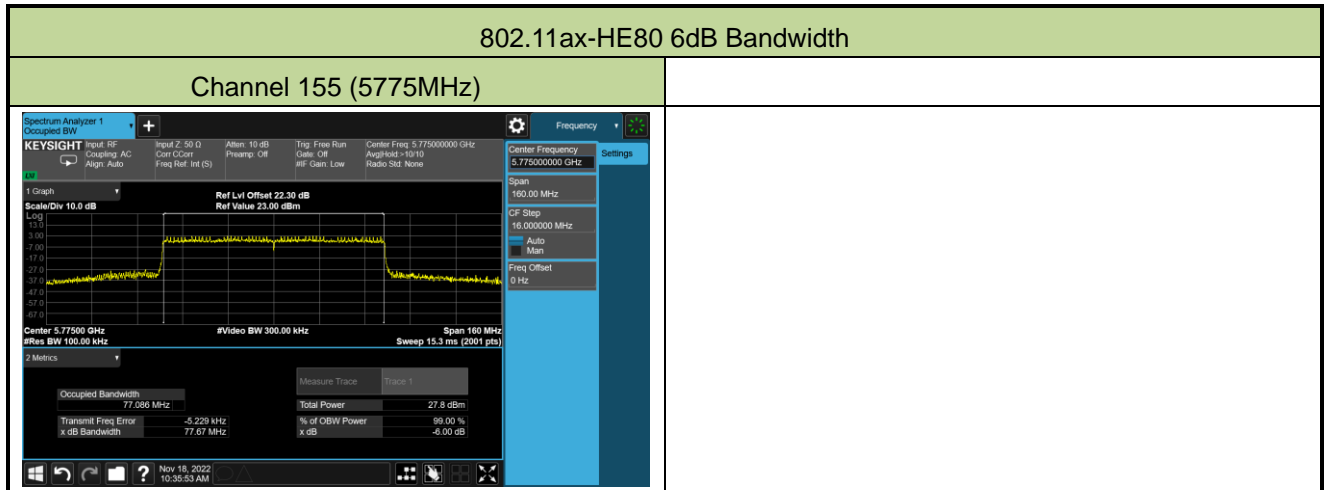 802.11ax-HE80 6dB Bandwidth
Channel 155 (5775MHz)
Spectrum Analyzer 1
Occupied BW
+
Frequency
KEYSIGHT
Input: RF
Coupling: AC
Align: Auto
Input Z: 50 Ω
Corr CCorr
Freq Ref: Int (S)
Atten: 10 dB
Preamp: Off
Trig: Free Run
Gate: Off
#IF Gain: Low
Center Freq: 5.775000000 GHz
Avg|Hold:>10/10
Radio Std: None
Center Frequency
5.775000000 GHz
Settings
Span
160.00 MHz
CF Step
16.000000 MHz
Auto
Man
Freq Offset
0 Hz
1 Graph
Scale/Div 10.0 dB
Ref Lvl Offset 22.30 dB
Ref Value 23.00 dBm
Log
13.0
3.00
-7.00
-17.0
-27.0
-37.0
-47.0
-57.0
-67.0
Center 5.77500 GHz
#Video BW 300.00 kHz
Span 160 MHz
#Res BW 100.00 kHz
Sweep 15.3 ms (2001 pts)
2 Metrics
Measure Trace
Trace 1
Occupied Bandwidth
77.086 MHz
Total Power
27.8 dBm
Transmit Freq Error
-5.229 kHz
% of OBW Power
99.00 %
x dB Bandwidth
77.67 MHz
x dB
-6.00 dB
?
Nov 18, 2022
10:35:53 AM